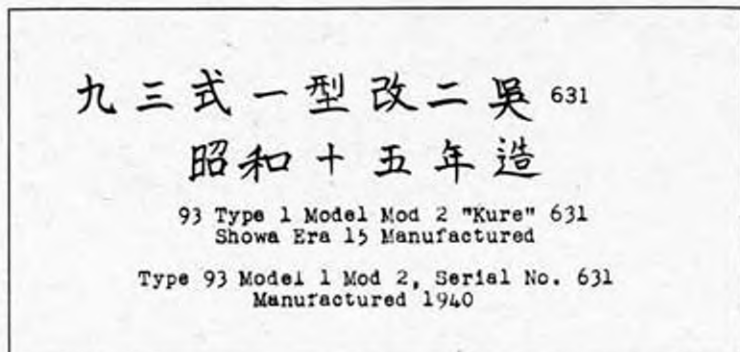 九三式一型改二吳 631
昭和十五年造
93 Type 1 Model Mod 2 "Kure" 631
Showa Era 15 Manufactured
Type 93 Model 1 Mod 2, Serial No. 631
Manufactured 1940